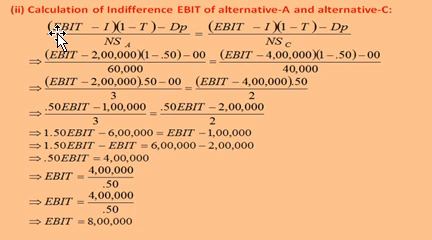 (ii) Calculation of Indifference EBIT of alternative-A and alternative-C:
(EBIT − I)(1 − T) − Dp / NS A = (EBIT − I)(1 − T) − Dp / NS C
⇒ (EBIT − 2,00,000)(1 − .50) − 00 / 60,000 = (EBIT − 4,00,000)(1 − .50) − 00 / 40,000
⇒ (EBIT − 2,00,000).50 − 00 / 3 = (EBIT − 4,00,000).50 / 2
⇒ .50EBIT − 1,00,000 / 3 = .50EBIT − 2,00,000 / 2
⇒ 1.50EBIT − 6,00,000 = EBIT − 1,00,000
⇒ 1.50EBIT − EBIT = 6,00,000 − 2,00,000
⇒ .50EBIT = 4,00,000
⇒ EBIT = 4,00,000 / .50
⇒ EBIT = 4,00,000 / .50
⇒ EBIT = 8,00,000